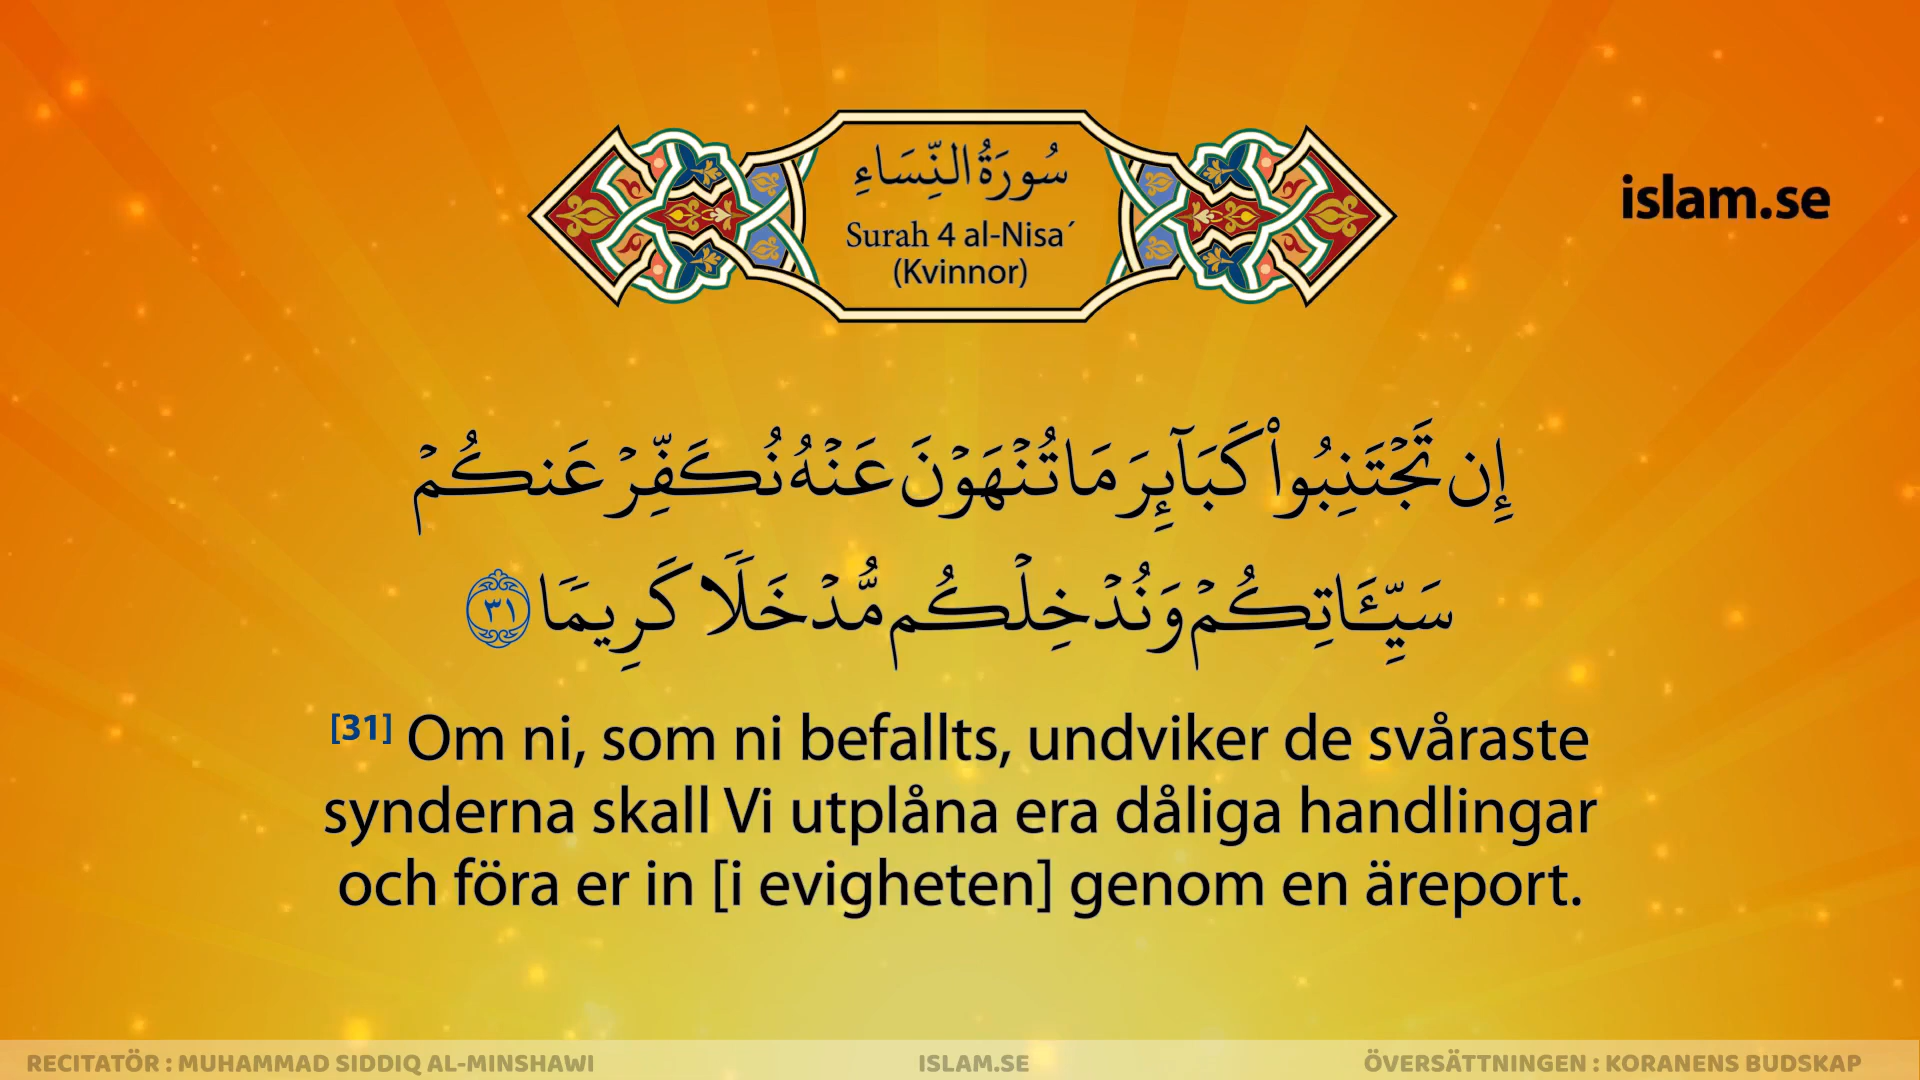 سُورَةُ النِّسَاءِ
Surah 4 al-Nisa´
(Kvinnor)
islam.se
إِن تَجۡتَنِبُواْ كَبَآئِرَ مَا تُنۡهَوۡنَ عَنۡهُ نُكَفِّرۡ عَنكُمۡ
سَيِّـَٔاتِكُمۡ وَنُدۡخِلۡكُم مُّدۡخَلٗا كَرِيمٗا ٣١
[31] Om ni, som ni befallts, undviker de svåraste
synderna skall Vi utplåna era dåliga handlingar
och föra er in [i evigheten] genom en äreport.
RECITATÖR : MUHAMMAD SIDDIQ AL-MINSHAWI
ISLAM.SE
ÖVERSÄTTNINGEN : KORANENS BUDSKAP